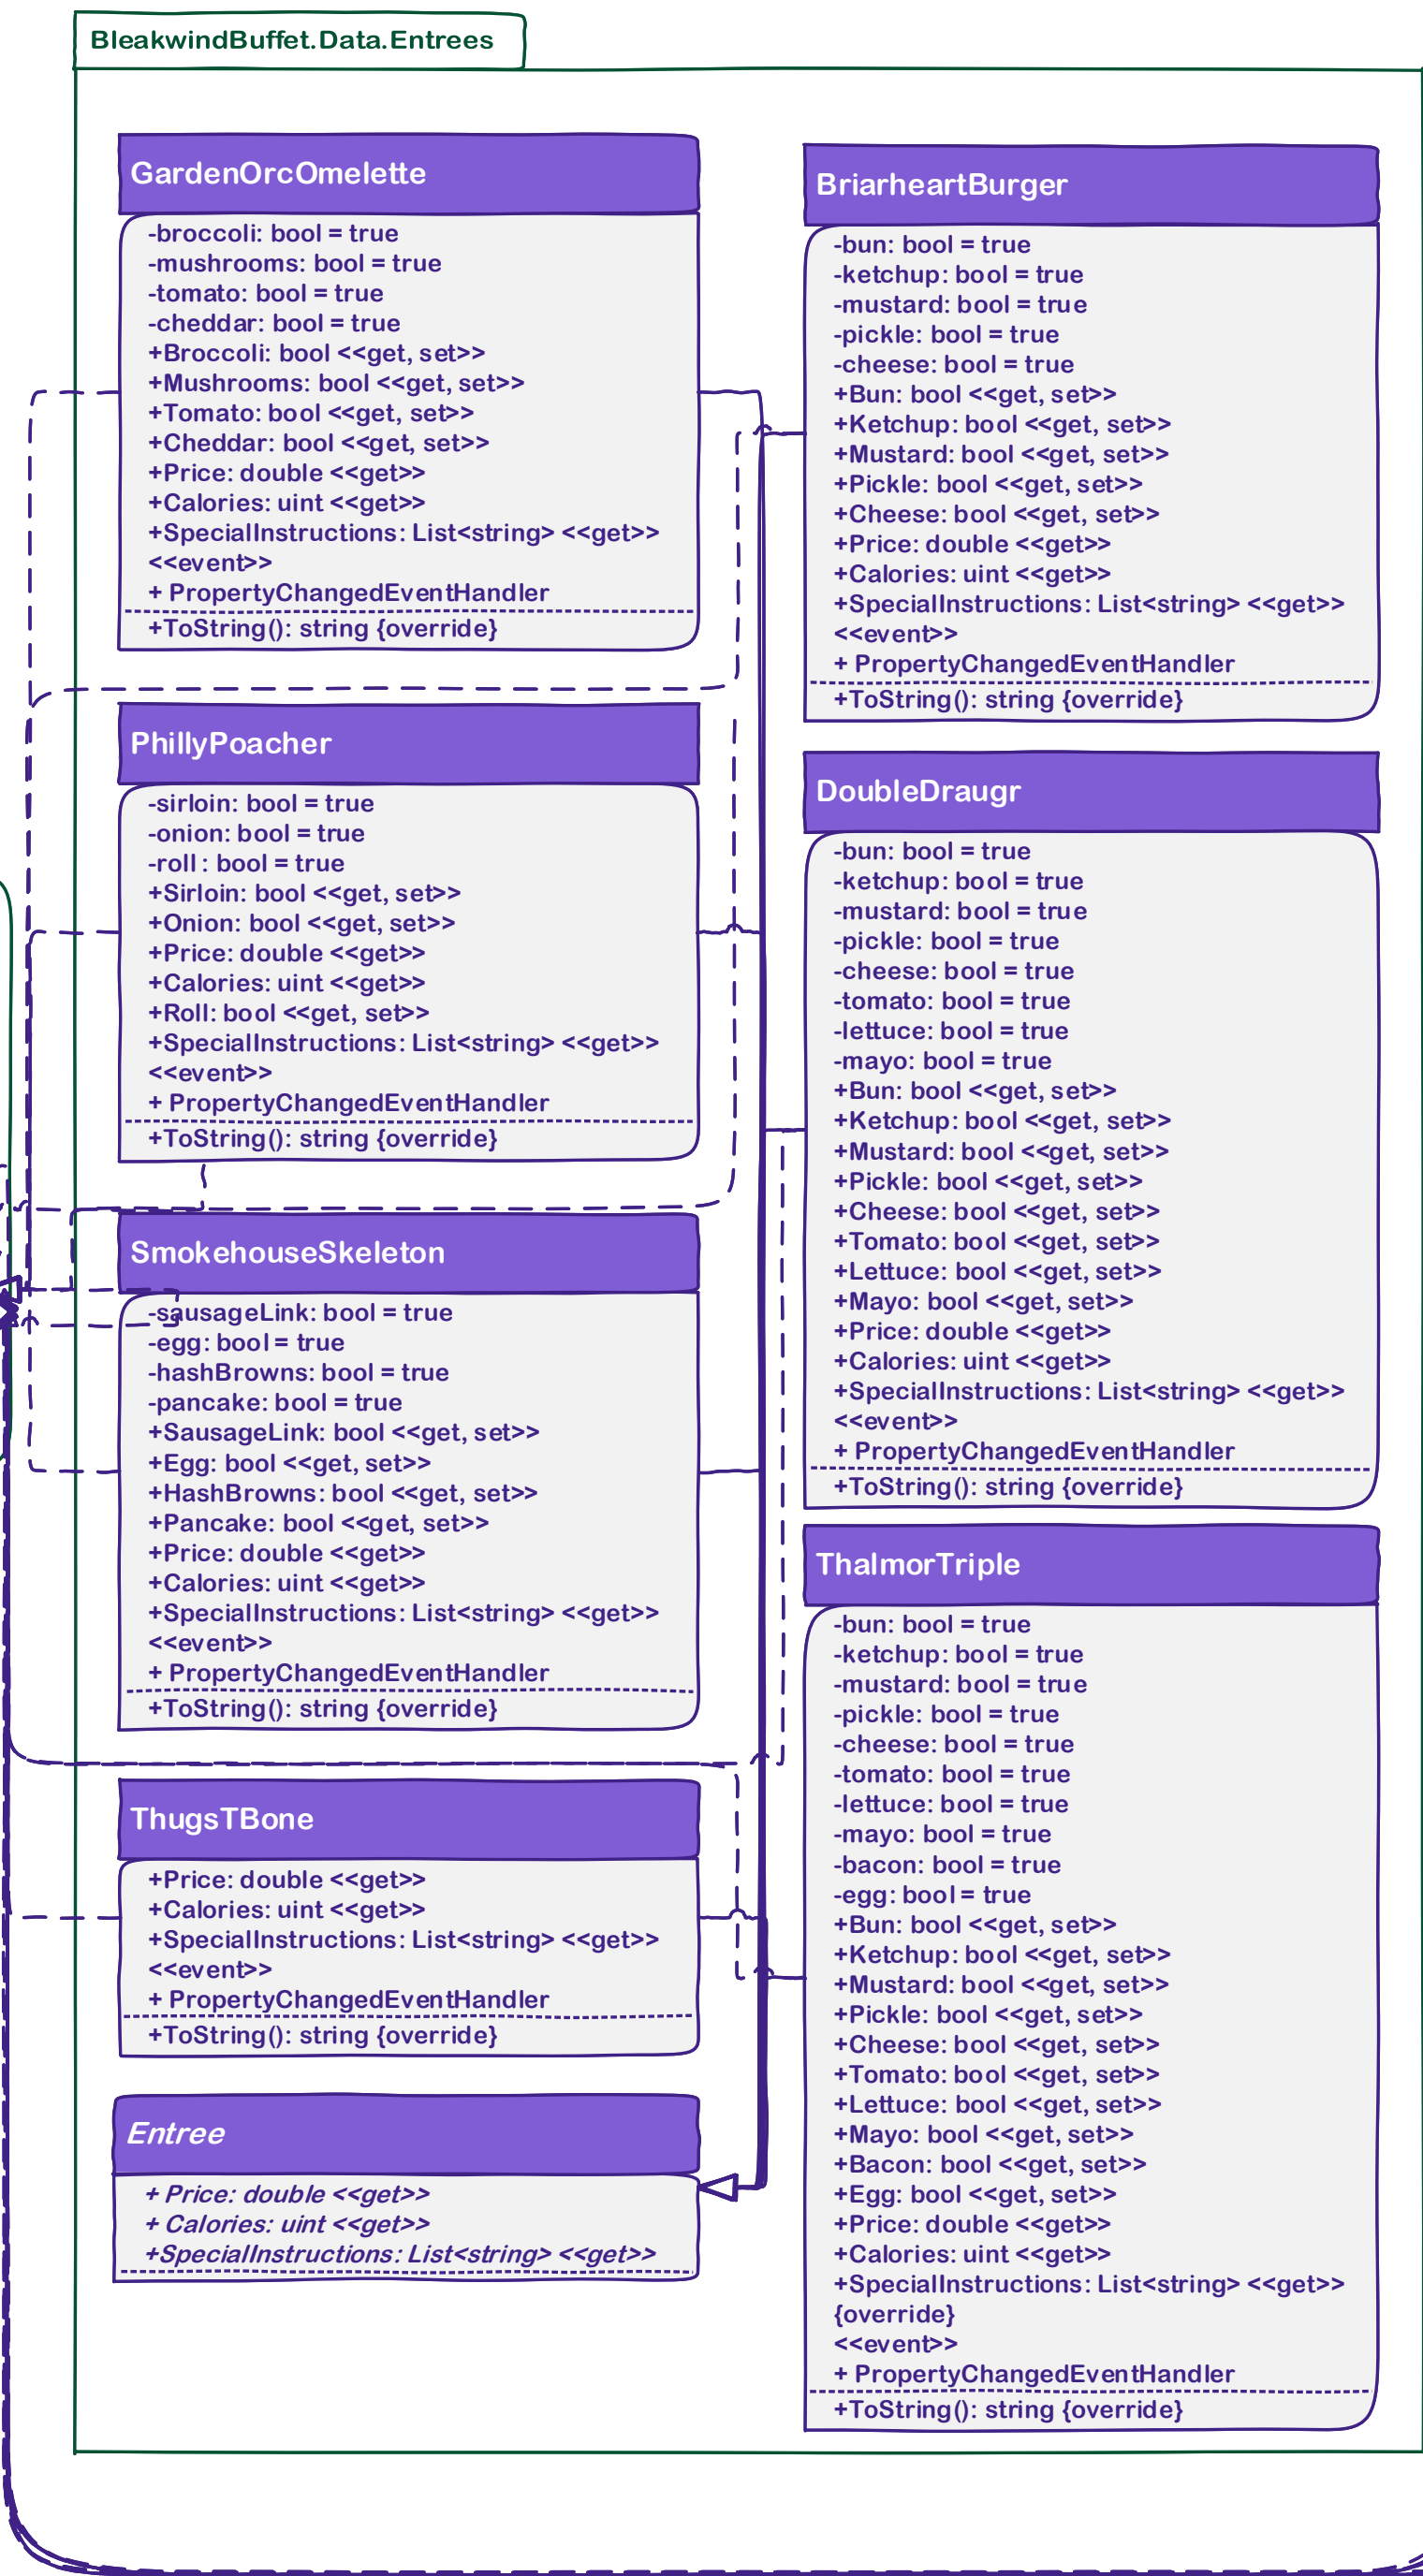 BleakwindBuffet.Data.Entrees
GardenOrcOmelette
-broccoli: bool = true
-mushrooms: bool = true
-tomato: bool = true
-cheddar: bool = true
+Broccoli: bool <<get, set>>
+Mushrooms: bool <<get, set>>
+Tomato: bool <<get, set>>
+Cheddar: bool <<get, set>>
+Price: double <<get>>
+Calories: uint <<get>>
+SpecialInstructions: List<string> <<get>>
<<event>>
+ PropertyChangedEventHandler
+ToString(): string {override}
PhillyPoacher
-sirloin: bool = true
-onion: bool = true
-roll : bool = true
+Sirloin: bool <<get, set>>
+Onion: bool <<get, set>>
+Price: double <<get>>
+Calories: uint <<get>>
+Roll: bool <<get, set>>
+SpecialInstructions: List<string> <<get>>
<<event>>
+ PropertyChangedEventHandler
+ToString(): string {override}
SmokehouseSkeleton
-sausageLink: bool = true
-egg: bool = true
-hashBrowns: bool = true
-pancake: bool = true
+SausageLink: bool <<get, set>>
+Egg: bool <<get, set>>
+HashBrowns: bool <<get, set>>
+Pancake: bool <<get, set>>
+Price: double <<get>>
+Calories: uint <<get>>
+SpecialInstructions: List<string> <<get>>
<<event>>
+ PropertyChangedEventHandler
+ToString(): string {override}
ThugsTBone
+Price: double <<get>>
+Calories: uint <<get>>
+SpecialInstructions: List<string> <<get>>
<<event>>
+ PropertyChangedEventHandler
+ToString(): string {override}
Entree
+ Price: double <<get>>
+ Calories: uint <<get>>
+SpecialInstructions: List<string> <<get>>
BriarheartBurger
-bun: bool = true
-ketchup: bool = true
-mustard: bool = true
-pickle: bool = true
-cheese: bool = true
+Bun: bool <<get, set>>
+Ketchup: bool <<get, set>>
+Mustard: bool <<get, set>>
+Pickle: bool <<get, set>>
+Cheese: bool <<get, set>>
+Price: double <<get>>
+Calories: uint <<get>>
+SpecialInstructions: List<string> <<get>>
<<event>>
+ PropertyChangedEventHandler
+ToString(): string {override}
DoubleDraugr
-bun: bool = true
-ketchup: bool = true
-mustard: bool = true
-pickle: bool = true
-cheese: bool = true
-tomato: bool = true
-lettuce: bool = true
-mayo: bool = true
+Bun: bool <<get, set>>
+Ketchup: bool <<get, set>>
+Mustard: bool <<get, set>>
+Pickle: bool <<get, set>>
+Cheese: bool <<get, set>>
+Tomato: bool <<get, set>>
+Lettuce: bool <<get, set>>
+Mayo: bool <<get, set>>
+Price: double <<get>>
+Calories: uint <<get>>
+SpecialInstructions: List<string> <<get>>
<<event>>
+ PropertyChangedEventHandler
+ToString(): string {override}
ThalmorTriple
-bun: bool = true
-ketchup: bool = true
-mustard: bool = true
-pickle: bool = true
-cheese: bool = true
-tomato: bool = true
-lettuce: bool = true
-mayo: bool = true
-bacon: bool = true
-egg: bool = true
+Bun: bool <<get, set>>
+Ketchup: bool <<get, set>>
+Mustard: bool <<get, set>>
+Pickle: bool <<get, set>>
+Cheese: bool <<get, set>>
+Tomato: bool <<get, set>>
+Lettuce: bool <<get, set>>
+Mayo: bool <<get, set>>
+Bacon: bool <<get, set>>
+Egg: bool <<get, set>>
+Price: double <<get>>
+Calories: uint <<get>>
+SpecialInstructions: List<string> <<get>>
{override}
<<event>>
+ PropertyChangedEventHandler
+ToString(): string {override}